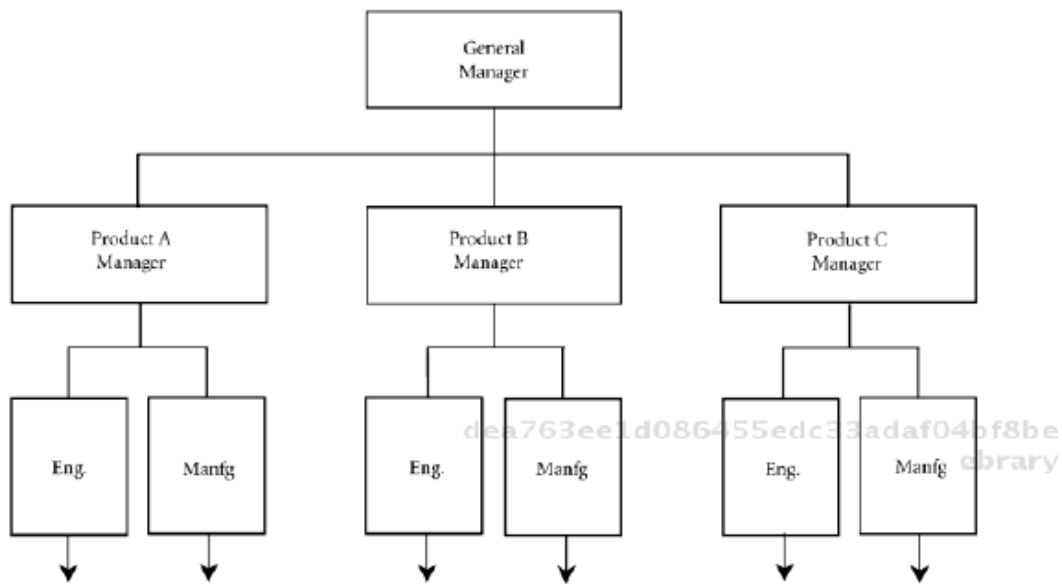 General
Manager
Product A
Manager
Product B
Manager
Product C
Manager
Eng.
Manfg
Eng.
Manfg
Eng.
Manfg
dea763ee1d086455edc33adaf04bf8be
ebrary